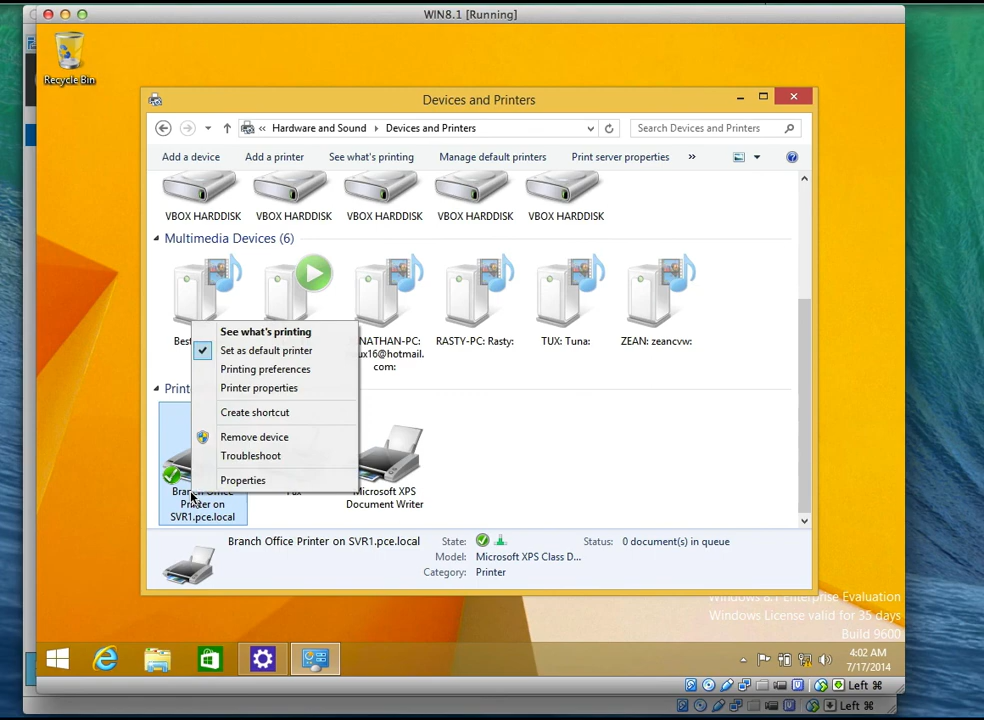 WIN8.1 [Running]
Recycle Bin
Devices and Printers
« Hardware and Sound Devices and Printers
Search Devices and Printers
Add a device
Add a printer
See what's printing
Manage default printers
Print server properties
»
VBOX HARDDISK
VBOX HARDDISK
VBOX HARDDISK
VBOX HARDDISK
VBOX HARDDISK
Multimedia Devices (6)
Best
NATHAN-PC:
ux16@hotmail.
com:
RASTY-PC: Rasty:
TUX: Tuna:
ZEAN: zeancvw:
See what's printing
Set as default printer
Printing preferences
Printer properties
Create shortcut
Remove device
Troubleshoot
Properties
Print
Branch Office
Printer on
SVR1.pce.local
Fax
Microsoft XPS
Document Writer
Branch Office Printer on SVR1.pce.local
State:
Status: 0 document(s) in queue
Model: Microsoft XPS Class D...
Category: Printer
Windows 8.1 Enterprise Evaluation
Windows License valid for 35 days
Build 9600
4:02 AM
7/17/2014
Left ⌘
Left ⌘